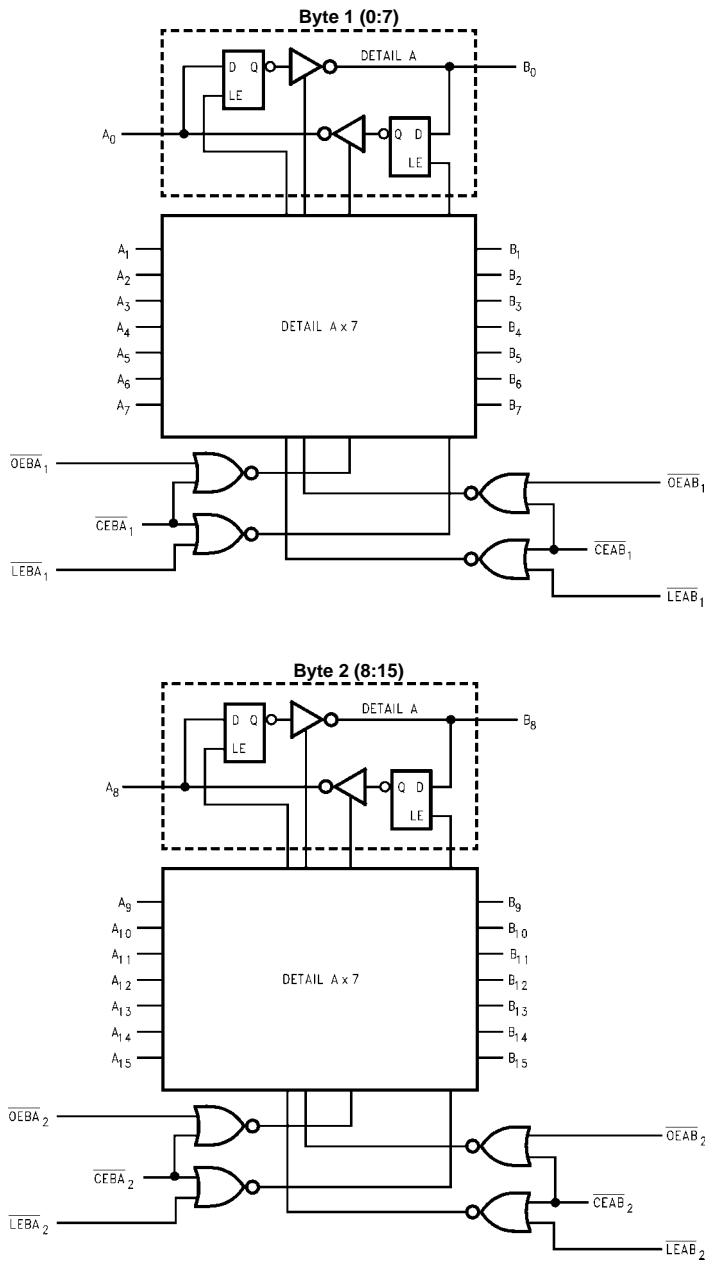 Byte 1 (0:7)
D Q
LE
DETAIL A
B0
A0
Q D
LE
A1
A2
A3
A4
A5
A6
A7
DETAIL A x 7
B1
B2
B3
B4
B5
B6
B7
OEBA1
CEBA1
LEBA1
OEAB1
CEAB1
LEAB1
Byte 2 (8:15)
D Q
LE
DETAIL A
B8
A8
Q D
LE
A9
A10
A11
A12
A13
A14
A15
DETAIL A x 7
B9
B10
B11
B12
B13
B14
B15
OEBA2
CEBA2
LEBA2
OEAB2
CEAB2
LEAB2